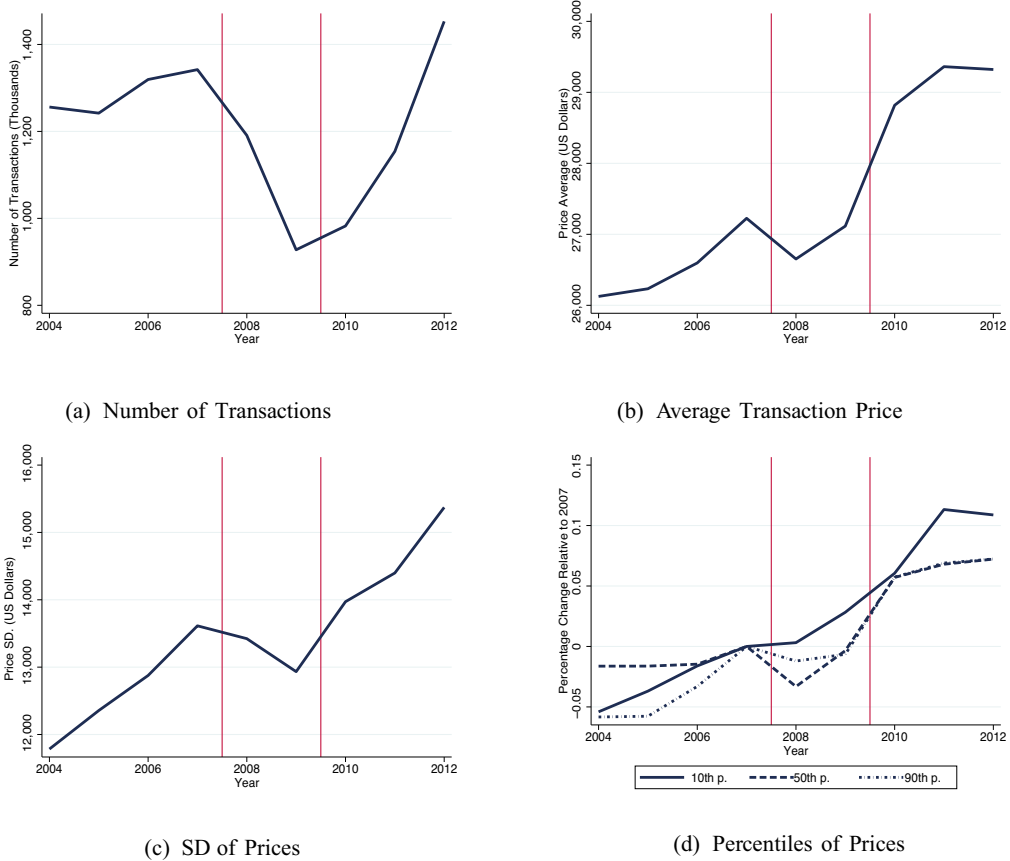 Number of Transactions (Thousands)
1,400
1,200
1,000
800
2004 2006 2008 2010 2012
Year
(a) Number of Transactions
Price Average (US Dollars)
30,000
29,000
28,000
27,000
26,000
2004 2006 2008 2010 2012
Year
(b) Average Transaction Price
Price SD. (US Dollars)
16,000
15,000
14,000
13,000
12,000
2004 2006 2008 2010 2012
Year
(c) SD of Prices
Percentage Change Relative to 2007
0.15
0.1
0.05
0
−0.05
2004 2006 2008 2010 2012
Year
10th p. 50th p. 90th p.
(d) Percentiles of Prices